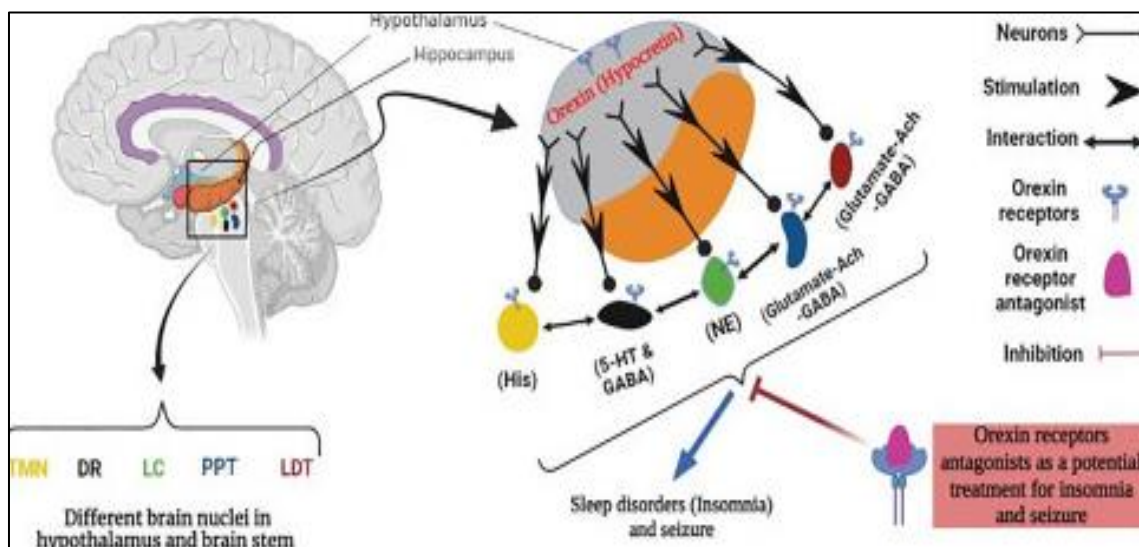 Hypothalamus
Hippocampus
Orexin (Hypocretin)
(His)
(5-HT &
GABA)
(NE)
(Glutamate-Ach
-GABA)
(Glutamate-Ach
-GABA)
Neurons
Stimulation
Interaction
Orexin
receptors
Orexin
receptor
antagonist
Inhibition
TMN DR LC PPT LDT
Different brain nuclei in
hypothalamus and brain stem
Sleep disorders (Insomnia)
and seizure
Orexin receptors
antagonists as a potential
treatment for insomnia
and seizure